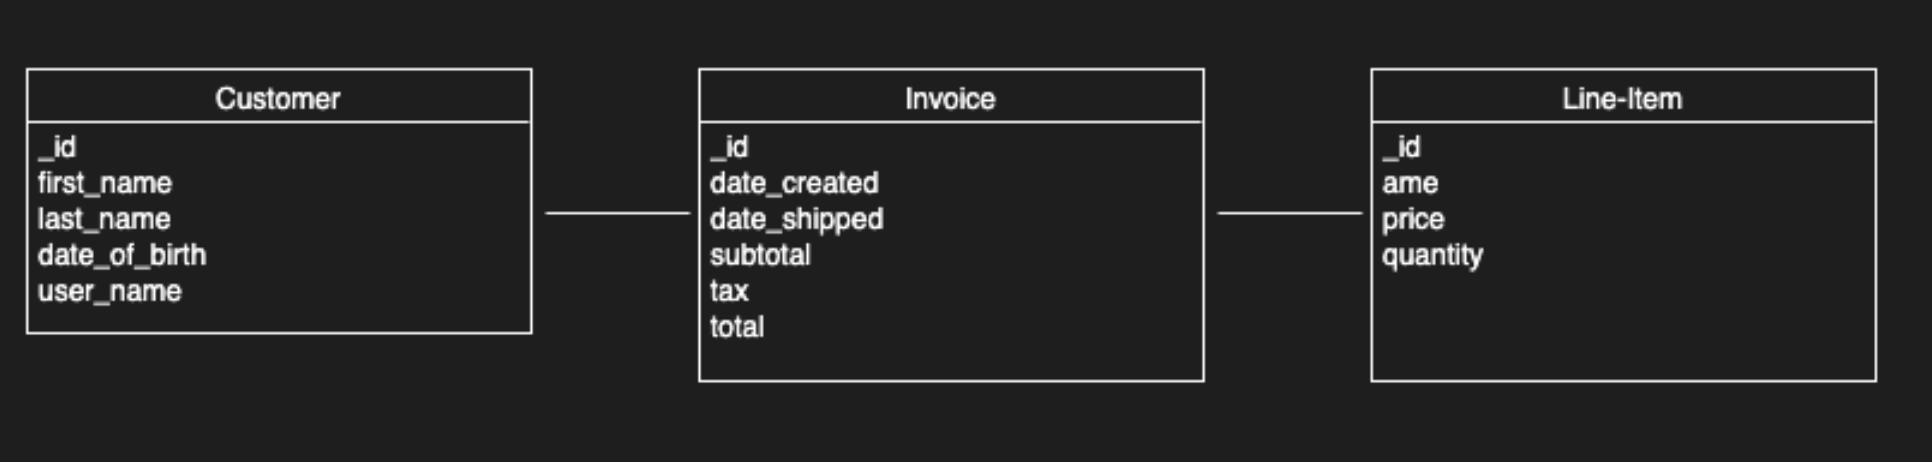 Customer
_id
first_name
last_name
date_of_birth
user_name
Invoice
_id
date_created
date_shipped
subtotal
tax
total
Line-Item
_id
ame
price
quantity